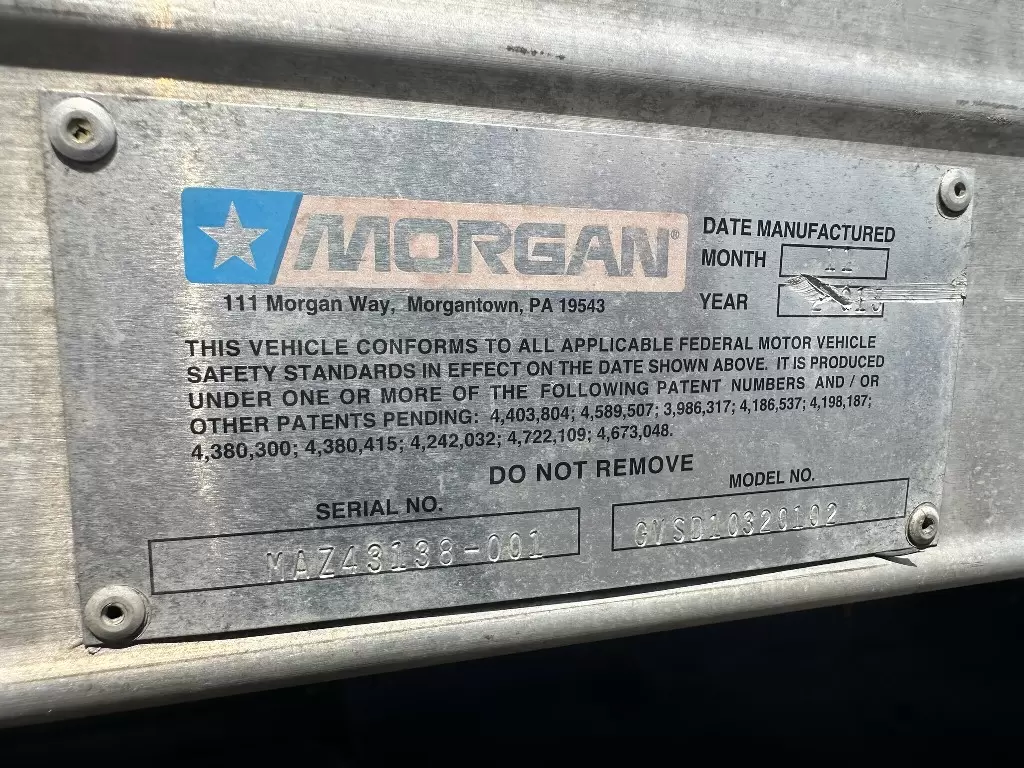 MORGAN®
111 Morgan Way, Morgantown, PA 19543
DATE MANUFACTURED
MONTH 11
YEAR
THIS VEHICLE CONFORMS TO ALL APPLICABLE FEDERAL MOTOR VEHICLE
SAFETY STANDARDS IN EFFECT ON THE DATE SHOWN ABOVE. IT IS PRODUCED
UNDER ONE OR MORE OF THE FOLLOWING PATENT NUMBERS AND / OR
OTHER PATENTS PENDING: 4,403,804; 4,589,507; 3,986,317; 4,186,537; 4,198,187;
4,380,300; 4,380,415; 4,242,032; 4,722,109; 4,673,048.
DO NOT REMOVE
SERIAL NO.
MAZ43138-001
MODEL NO.
GVSD10320102